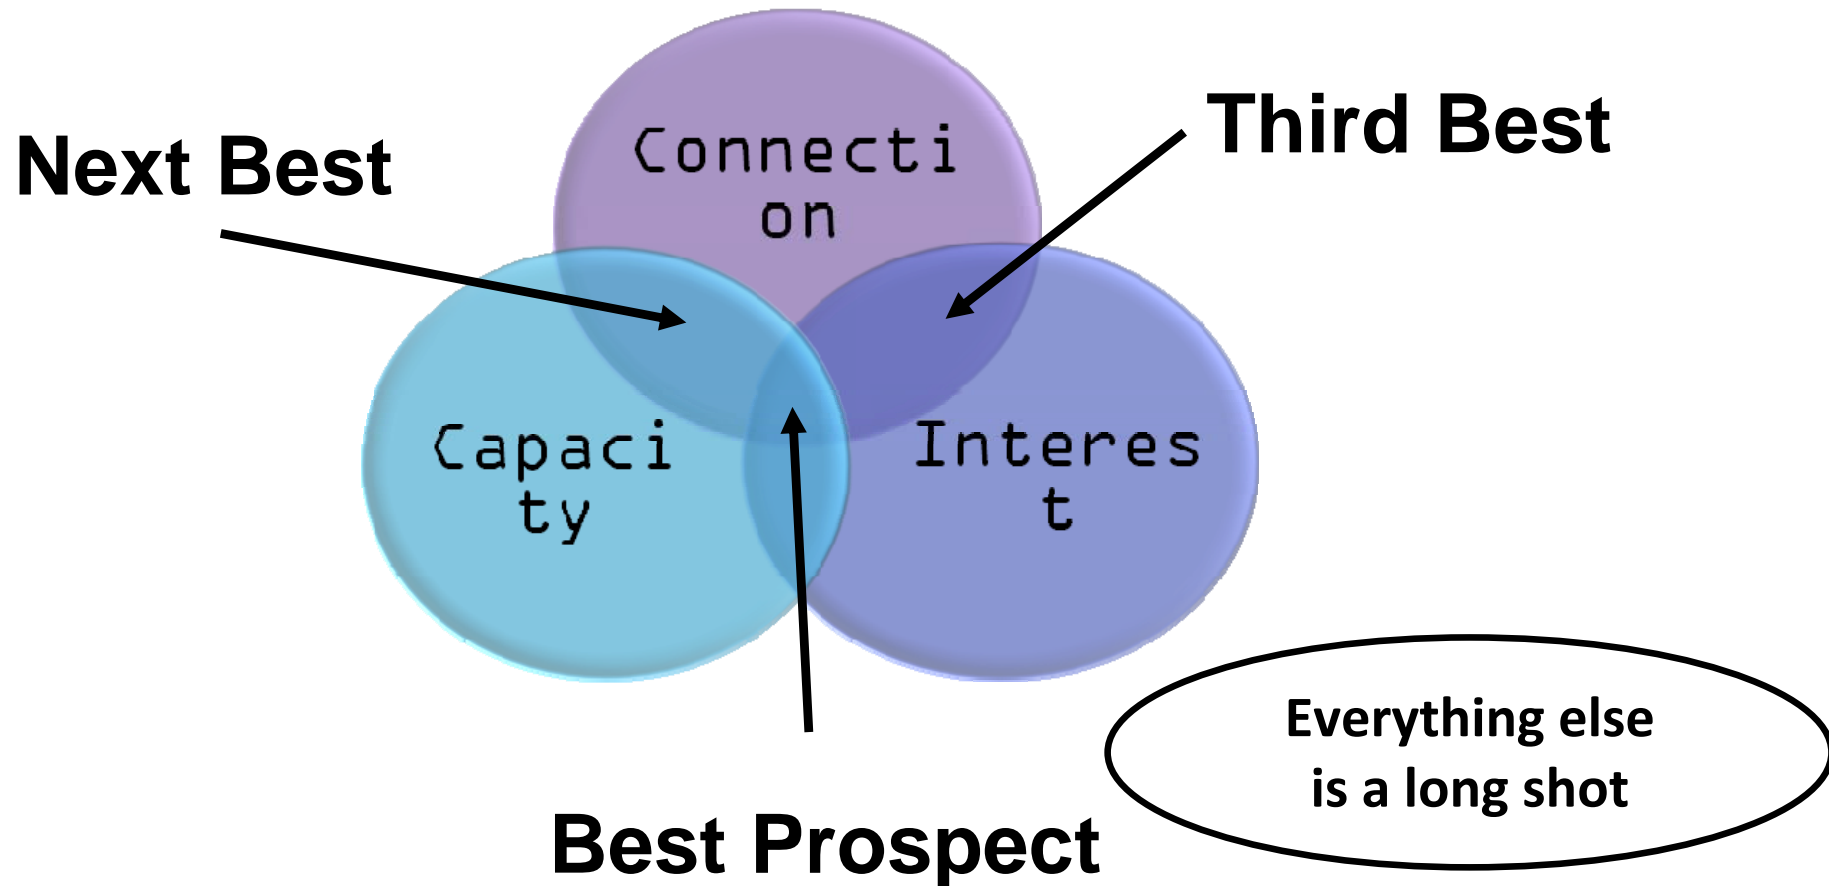 Connecti
on
Third Best
Next Best
Capaci
ty
Interes
t
Everything else
is a long shot
Best Prospect